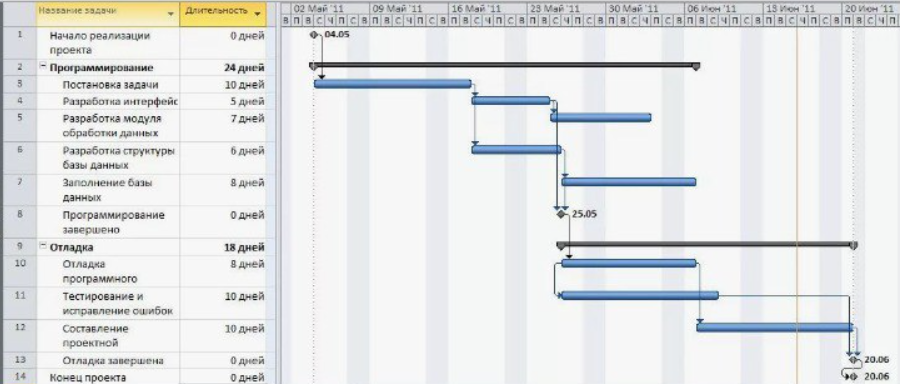 Название задачи Длительность 02 Май '11 09 Май '11 16 Май '11 23 Май '11 30 Май '11 06 Июн '11 13 Июн '11 20 Июн '11
1 Начало реализации 0 дней 04.05
проекта
2 Программирование 24 дней
3 Постановка задачи 10 дней
4 Разработка интерфейс 5 дней
5 Разработка модуля 7 дней
обработки данных
6 Разработка структуры 6 дней
базы данных
7 Заполнение базы 8 дней
данных
8 Программирование 0 дней 25.05
завершено
9 Отладка 18 дней
10 Отладка 8 дней
программного
11 Тестирование и 10 дней
исправление ошибок
12 Составление 10 дней
проектной
13 Отладка завершена 0 дней 20.06
14 Конец проекта 0 дней 20.06